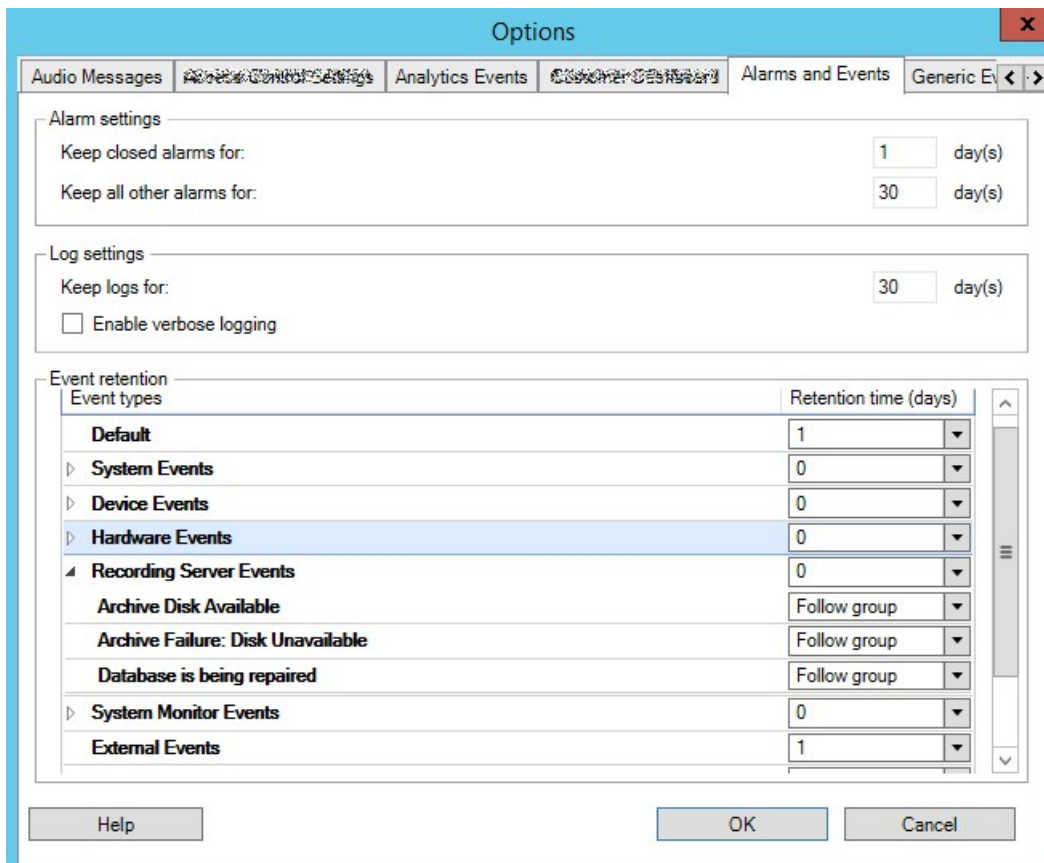 Options
x
Audio Messages Analytics Events Alarms and Events Generic Ev
Alarm settings
Keep closed alarms for: 1 day(s)
Keep all other alarms for: 30 day(s)
Log settings
Keep logs for: 30 day(s)
Enable verbose logging
Event retention
Event types Retention time (days)
Default 1
System Events 0
Device Events 0
Hardware Events 0
Recording Server Events 0
Archive Disk Available Follow group
Archive Failure: Disk Unavailable Follow group
Database is being repaired Follow group
System Monitor Events 0
External Events 1
Help OK Cancel